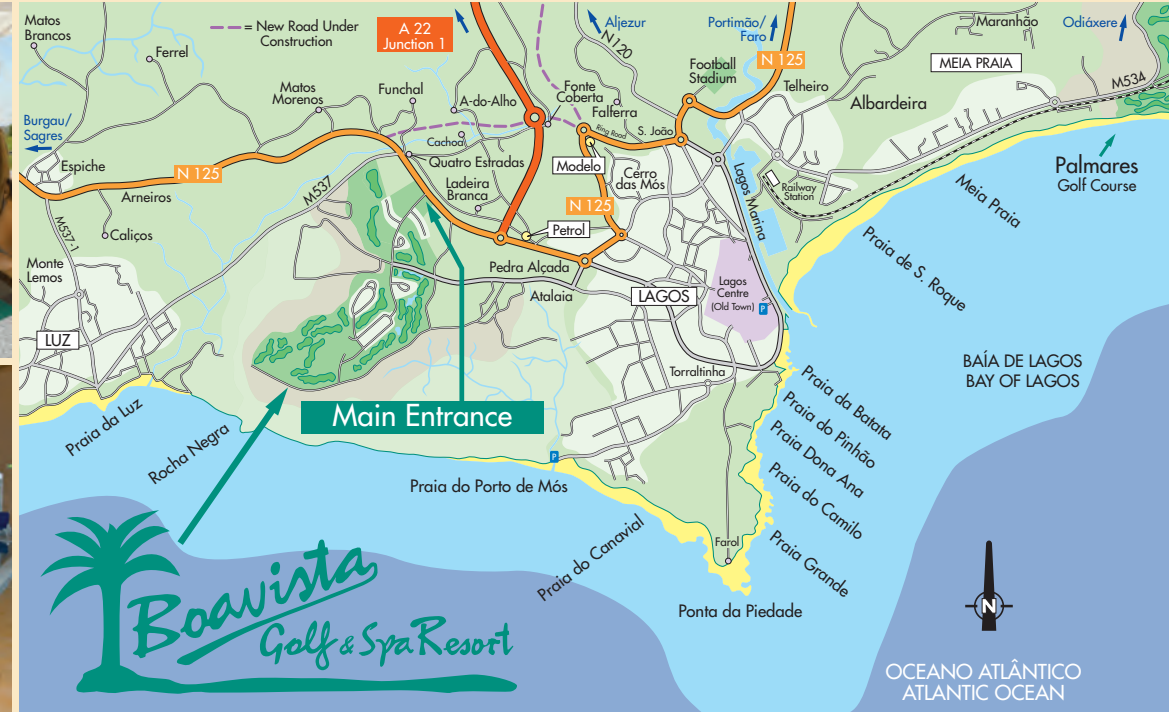 = New Road Under
Construction
A 22
Junction 1
Aljezur
N120
Portimão/
Faro
N 125
Maranhão
Odiáxere
MEIA PRAIA
M534
Matos
Brancos
Ferrel
Matos
Morenos
Funchal
A-do-Alho
Fonte
Coberta
Falferra
Football
Stadium
Telheiro
Albardeira
Burgau/
Sagres
Espiche
N 125
Arneiros
Cachoa
Quatro Estradas
Ring Road
S. João
Modelo
Cerro
das Mós
Ladeira
Branca
N 125
Petrol
Lagos Marina
Railway
Station
Palmares
Golf Course
Meia Praia
Praia de S. Roque
M537
M537-1
Caliços
Monte
Lemos
LUZ
Pedra Alçada
Atalaia
LAGOS
Lagos
Centre
(Old Town)
P
BAÍA DE LAGOS
BAY OF LAGOS
Torraltinha
Main Entrance
Praia da Luz
Rocha Negra
P
Praia do Porto de Mós
Praia do Canavial
Farol
Ponta da Piedade
Praia da Batata
Praia do Pinhão
Praia Dona Ana
Praia do Camilo
Praia Grande
N
Boavista
Golf & Spa Resort
OCEANO ATLÂNTICO
ATLANTIC OCEAN